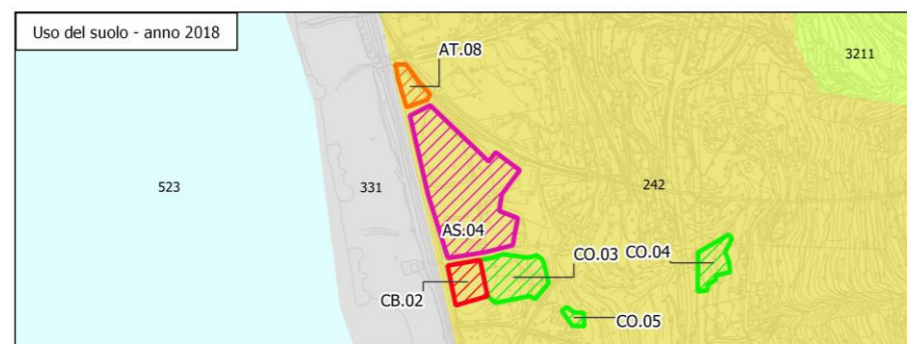 Uso del suolo - anno 2018
AT.08
3211
523
331
242
AS.04
CO.03
CO.04
CB.02
CO.05